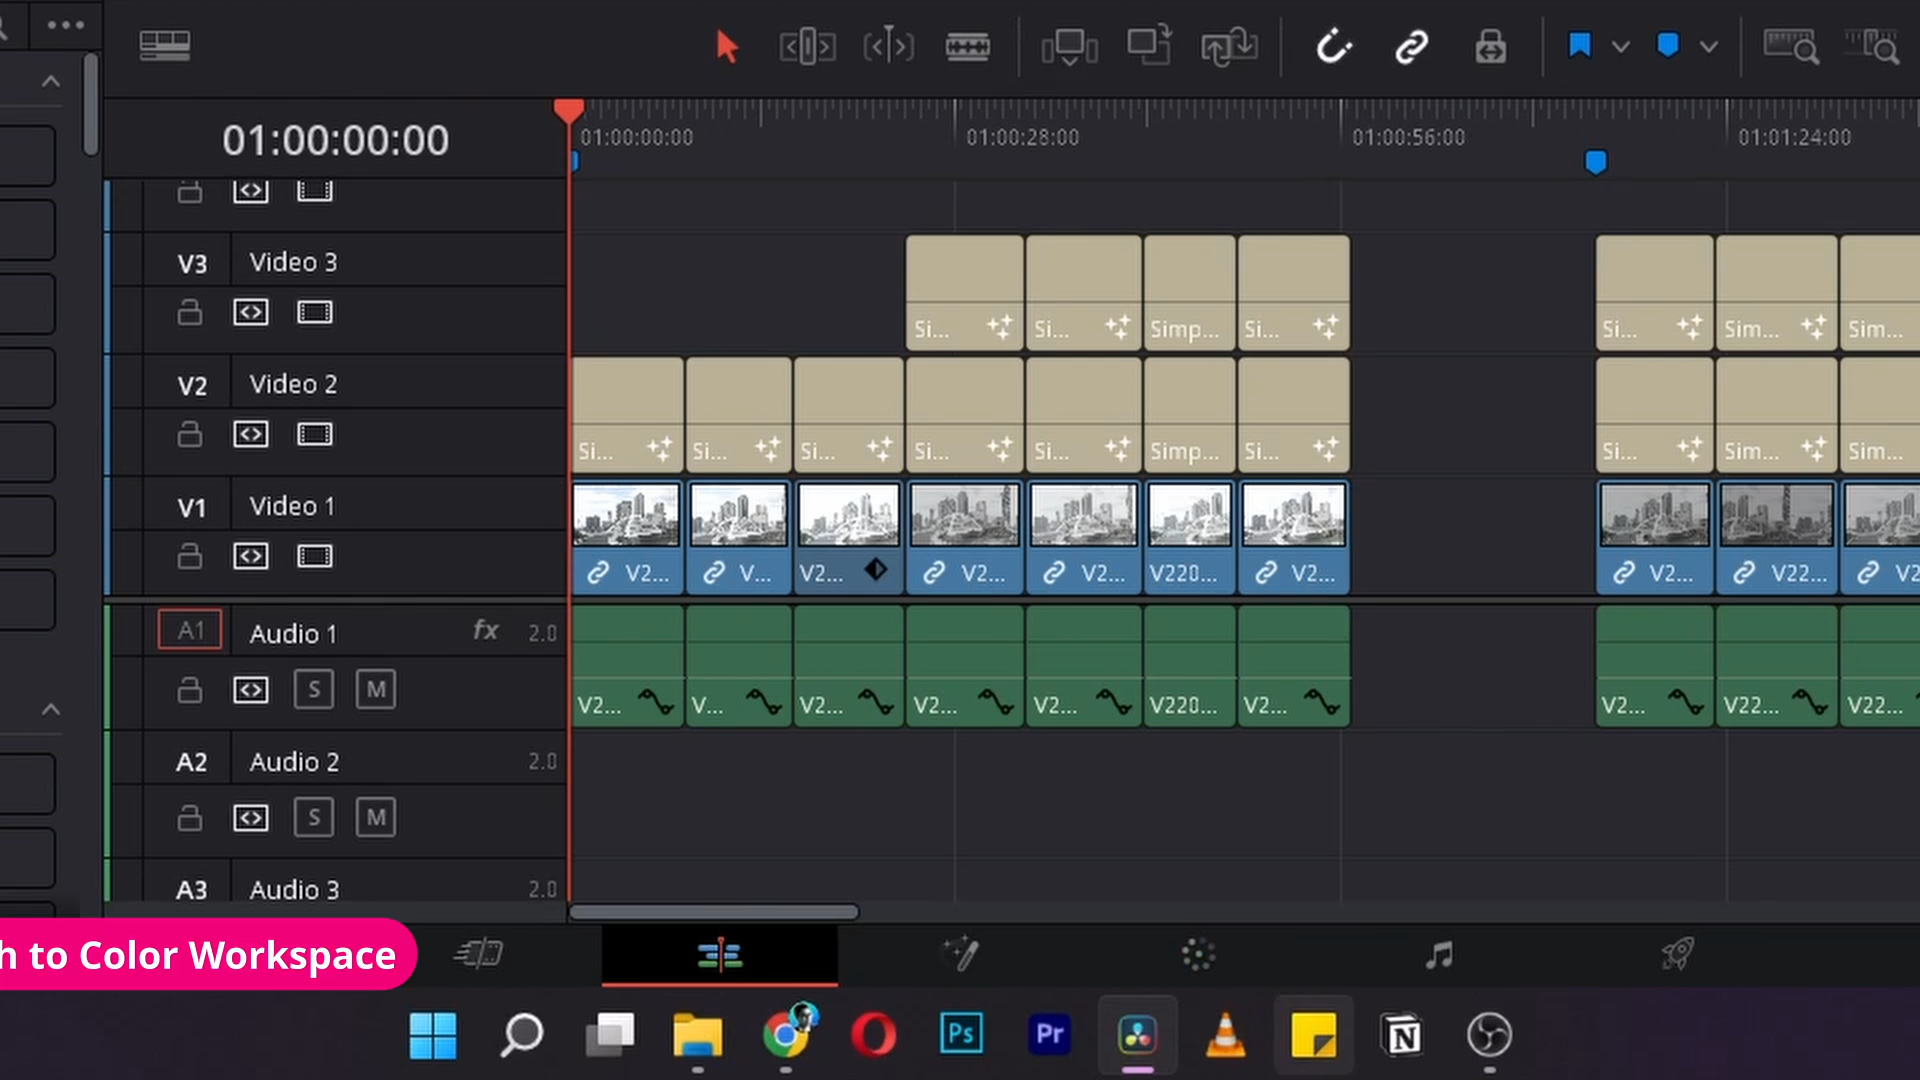 01:00:00:00
01:00:00:00 01:00:28:00 01:00:56:00 01:01:24:00
V3 Video 3
Si... Si... Simp... Si... Si... Sim... Sim...
V2 Video 2
Si... Si... Si... Si... Si... Simp... Si... Si... Sim... Sim...
V1 Video 1
V2... V... V2... V2... V2... V220... V2... V2... V22... V2
A1 Audio 1 fx 2.0
S M
V2... V... V2... V2... V2... V220... V2... V2... V22... V22...
A2 Audio 2 2.0
S M
A3 Audio 3 2.0
h to Color Workspace
Ps Pr N